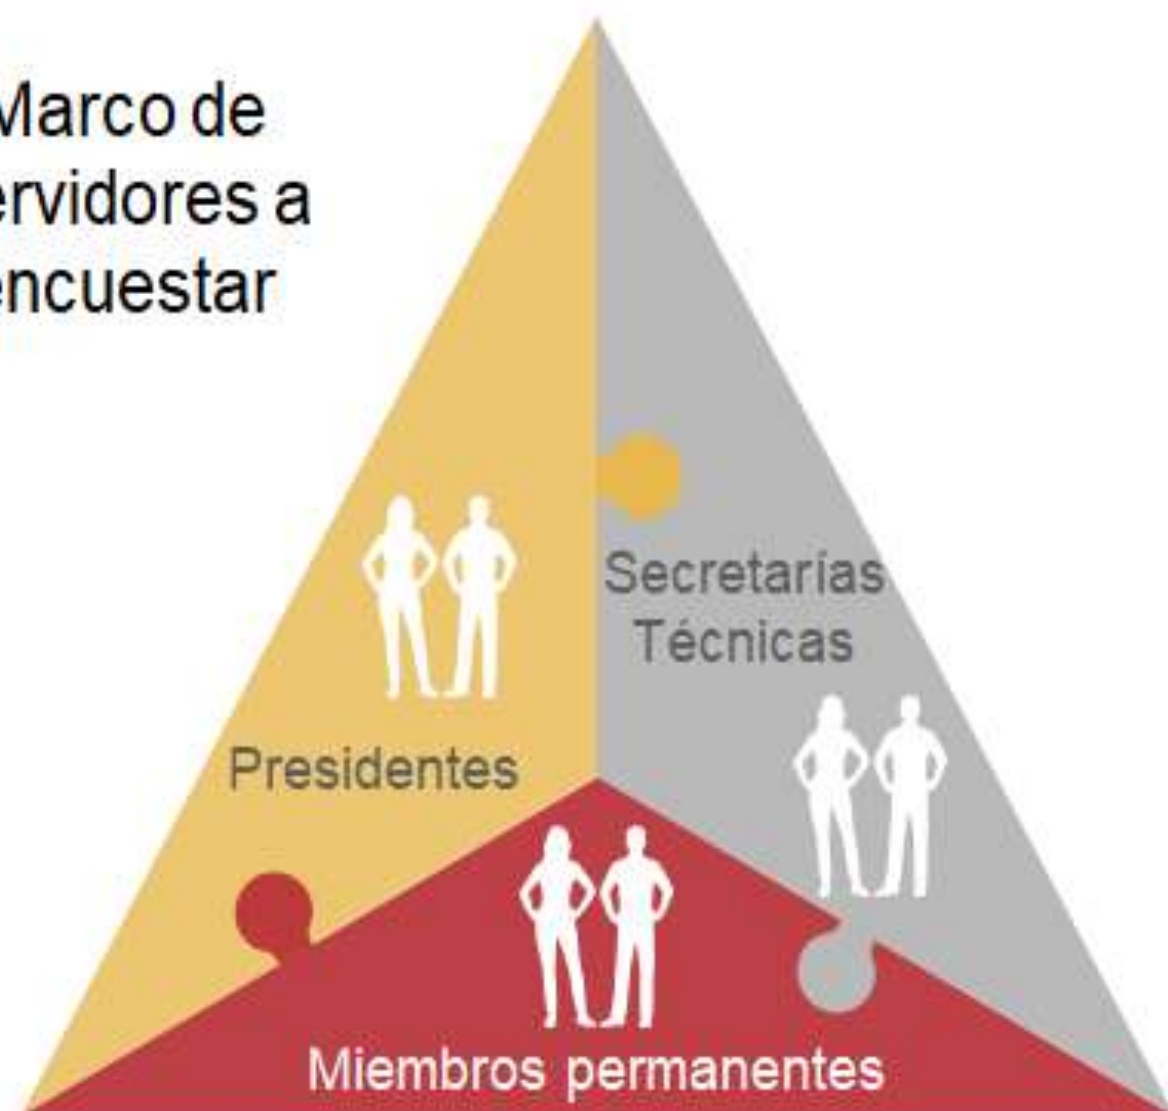 Marco de
ervidores a
encuestar
Secretarías
Técnicas
Presidentes
Miembros permanentes